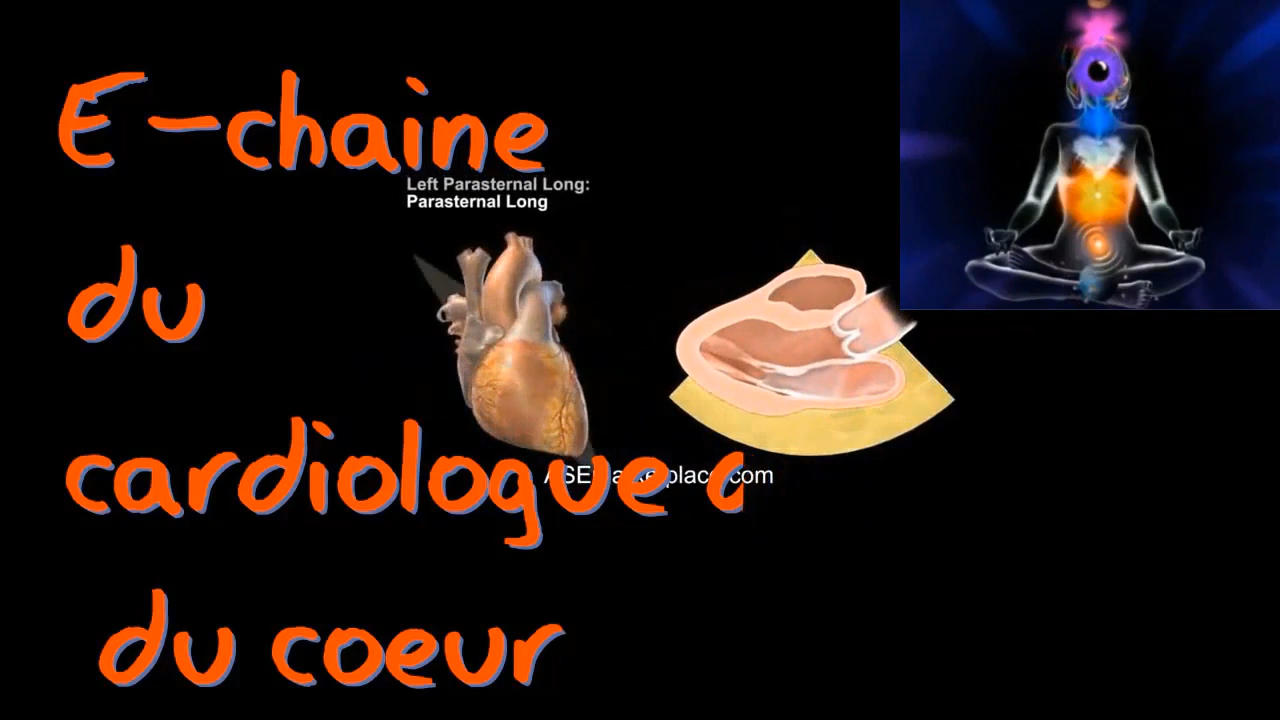 E-chaine
Left Parasternal Long:
Parasternal Long
du
cardiologue
du coeur